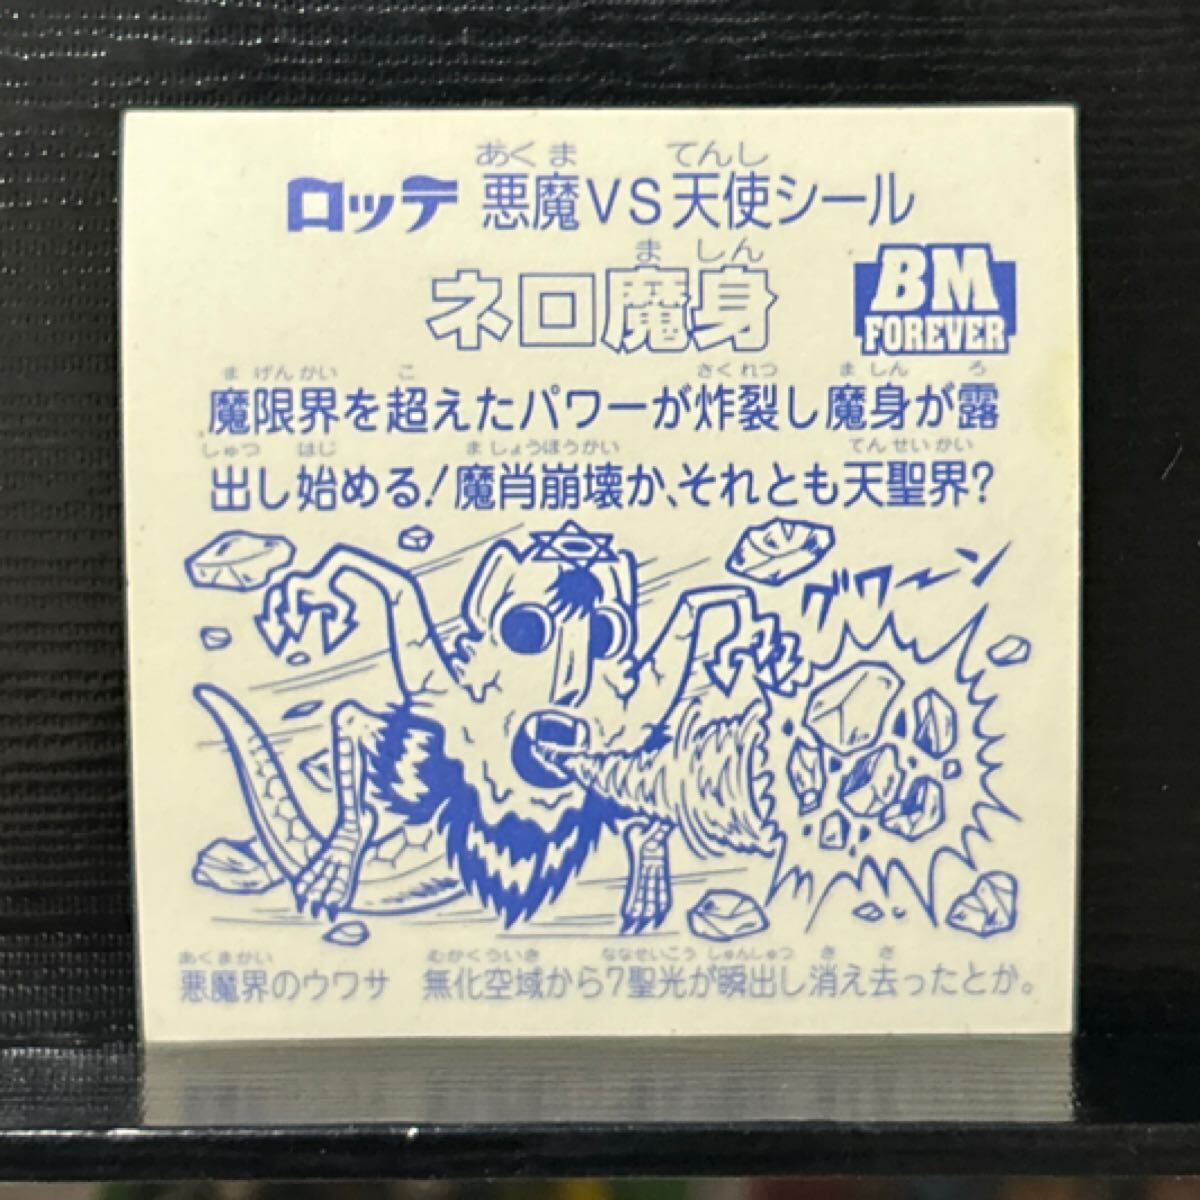 あくま てんし
ロッテ 悪魔VS天使シール
ましん
ネロ魔身
BM
FOREVER
まげんかい こ さくれつ ましん ろ
魔限界を超えたパワーが炸裂し魔身が露
しゅつ はじ ましょうほうかい てんせいかい
出し始める!魔肖崩壊か、それとも天聖界?
グワーン
あくまかい むかくういき ななせいこう しゅんしゅつ き さ
悪魔界のウワサ 無化空域から7聖光が瞬出し消え去ったとか。